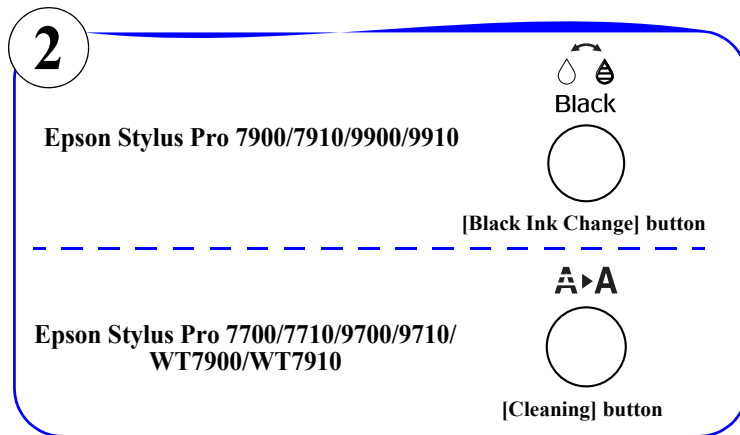 2
Black
Epson Stylus Pro 7900/7910/9900/9910
[Black Ink Change] button
A▸A
Epson Stylus Pro 7700/7710/9700/9710/
WT7900/WT7910
[Cleaning] button